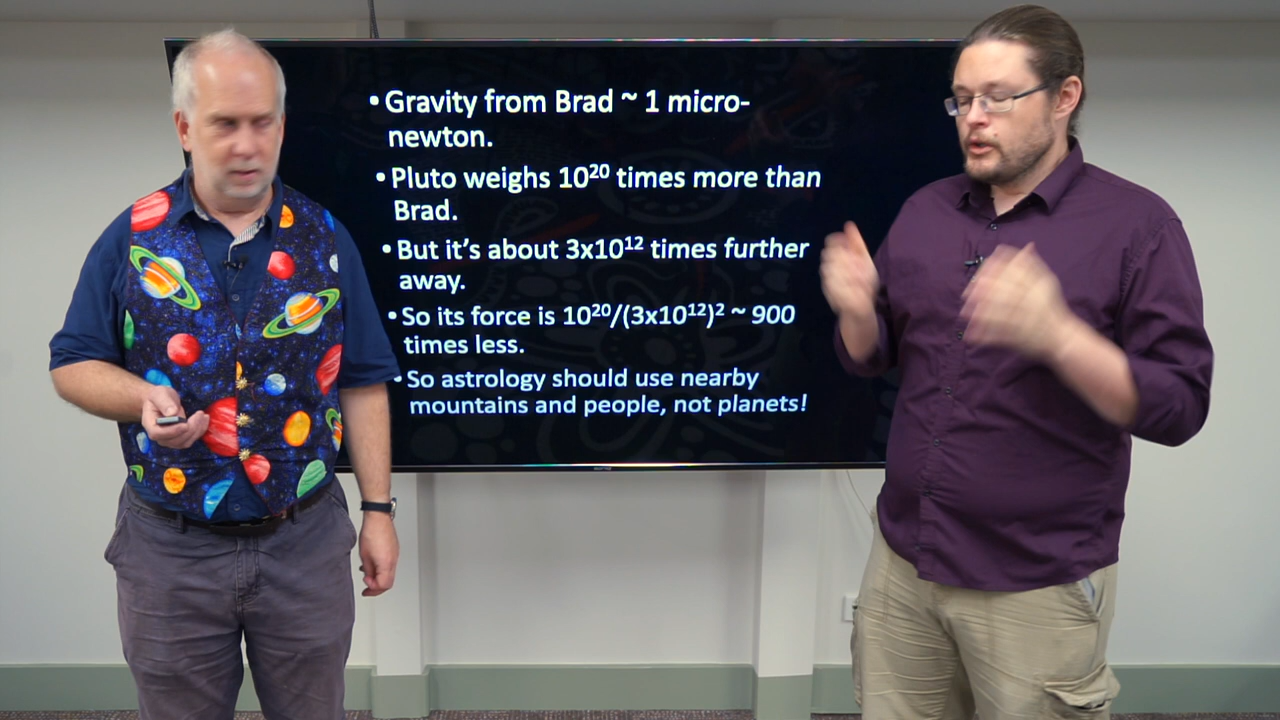 • Gravity from Brad ~ 1 micro-
newton.
• Pluto weighs 10²⁰ times more than
Brad.
• But it's about 3x10¹² times further
away.
• So its force is 10²⁰/(3x10¹²)² ~ 900
times less.
• So astrology should use nearby
mountains and people, not planets!